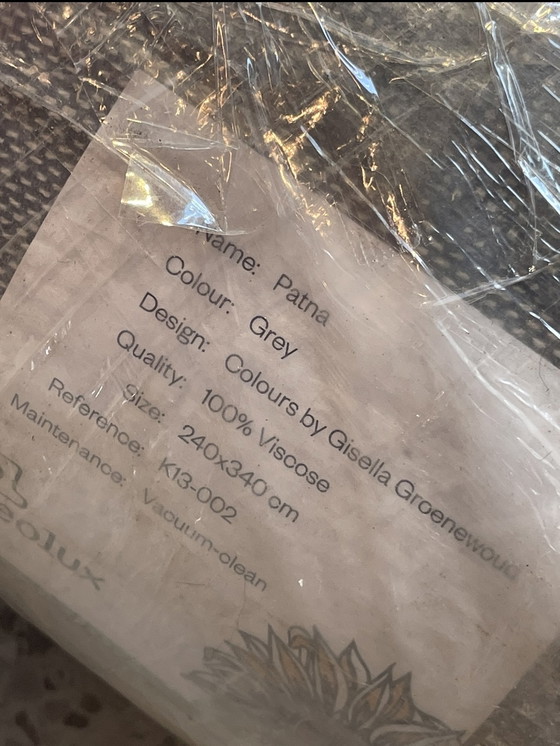 Name: Patna
Colour: Grey
Design: Colours by Gisella Groenewoud
Quality: 100% Viscose
Size: 240x340 cm
Reference: K13-002
Maintenance: Vacuum-clean